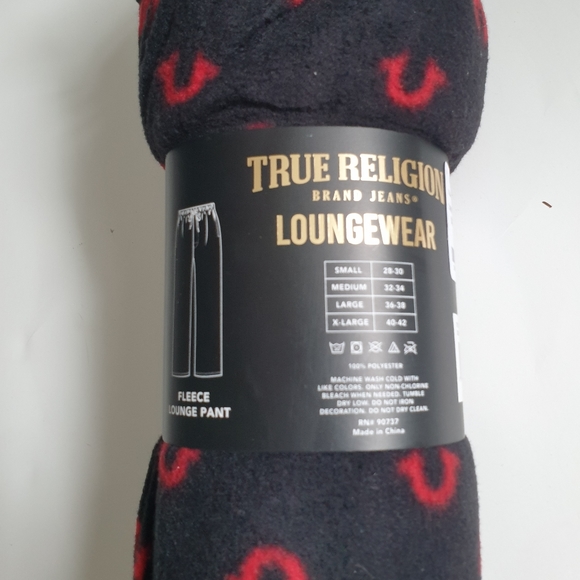 TRUE RELIGION
BRAND JEANS®
LOUNGEWEAR
SMALL 28-30
MEDIUM 32-34
LARGE 36-38
X-LARGE 40-42
100% POLYESTER
MACHINE WASH COLD WITH
LIKE COLORS. ONLY NON-CHLORINE
BLEACH WHEN NEEDED. TUMBLE
DRY LOW. DO NOT IRON
DECORATION. DO NOT DRY CLEAN.
RN# 90737
Made in China
FLEECE
LOUNGE PANT